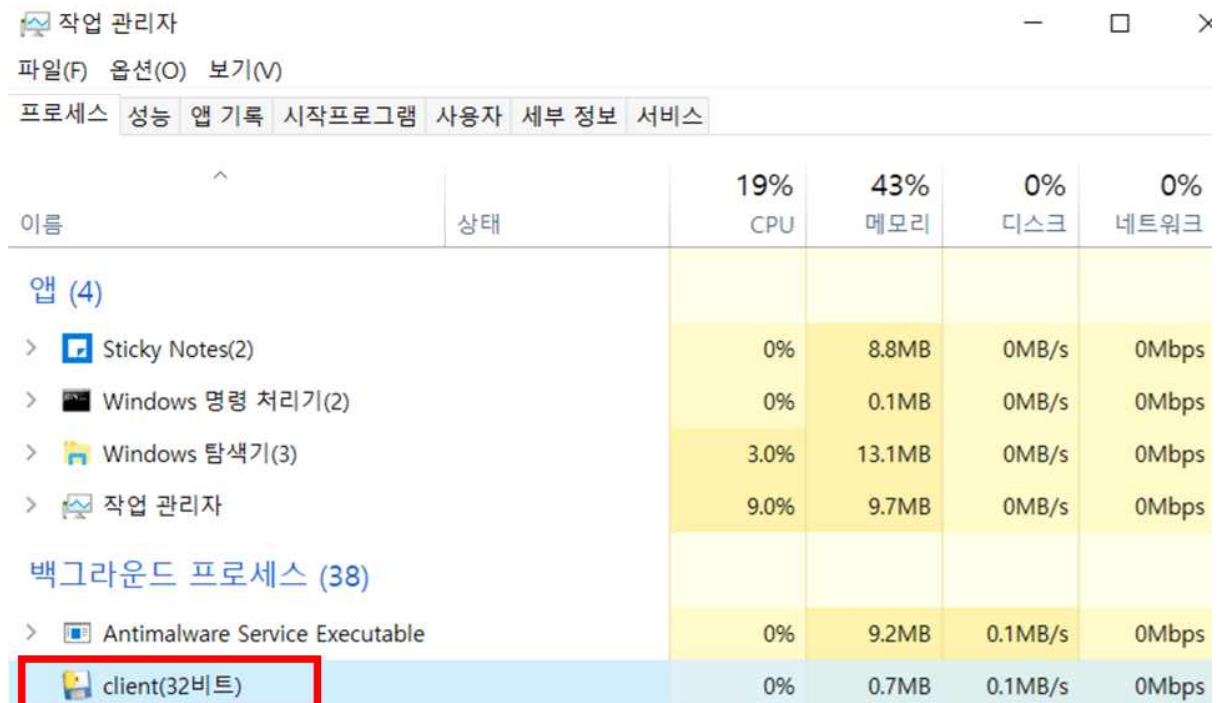 작업 관리자
파일(F) 옵션(O) 보기(V)
프로세스 성능 앱 기록 시작프로그램 사용자 세부 정보 서비스
19% 43% 0% 0%
이름 상태 CPU 메모리 디스크 네트워크
앱 (4)
Sticky Notes(2) 0% 8.8MB 0MB/s 0Mbps
Windows 명령 처리기(2) 0% 0.1MB 0MB/s 0Mbps
Windows 탐색기(3) 3.0% 13.1MB 0MB/s 0Mbps
작업 관리자 9.0% 9.7MB 0MB/s 0Mbps
백그라운드 프로세스 (38)
Antimalware Service Executable 0% 9.2MB 0.1MB/s 0Mbps
client(32비트) 0% 0.7MB 0.1MB/s 0Mbps